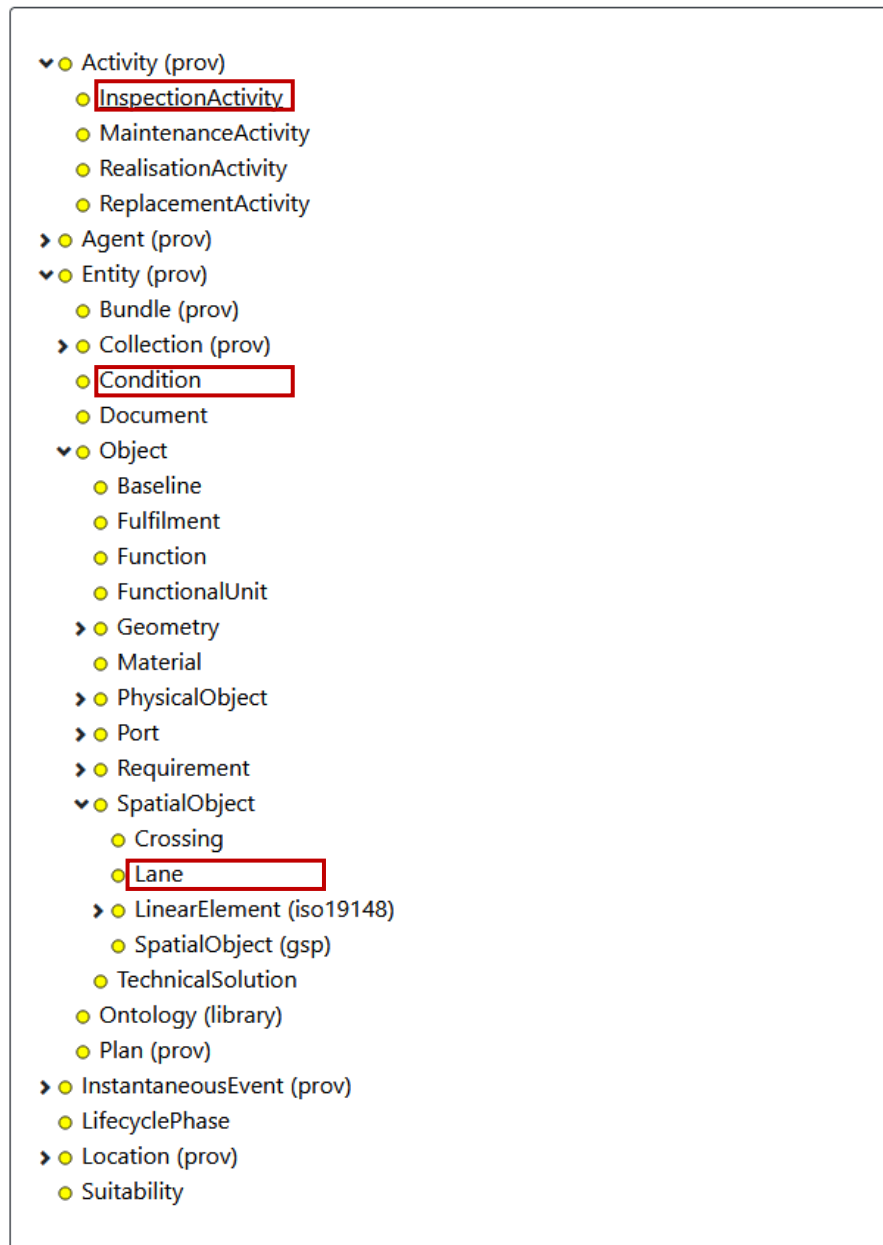 Activity (prov)
InspectionActivity
MaintenanceActivity
RealisationActivity
ReplacementActivity
Agent (prov)
Entity (prov)
Bundle (prov)
Collection (prov)
Condition
Document
Object
Baseline
Fulfilment
Function
FunctionalUnit
Geometry
Material
PhysicalObject
Port
Requirement
SpatialObject
Crossing
Lane
LinearElement (iso19148)
SpatialObject (gsp)
TechnicalSolution
Ontology (library)
Plan (prov)
InstantaneousEvent (prov)
LifecyclePhase
Location (prov)
Suitability